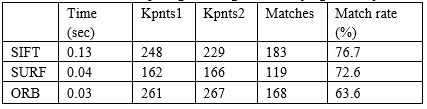 Time Kpnts1 Kpnts2 Matches Match rate
(sec) (%)
SIFT 0.13 248 229 183 76.7
SURF 0.04 162 166 119 72.6
ORB 0.03 261 267 168 63.6